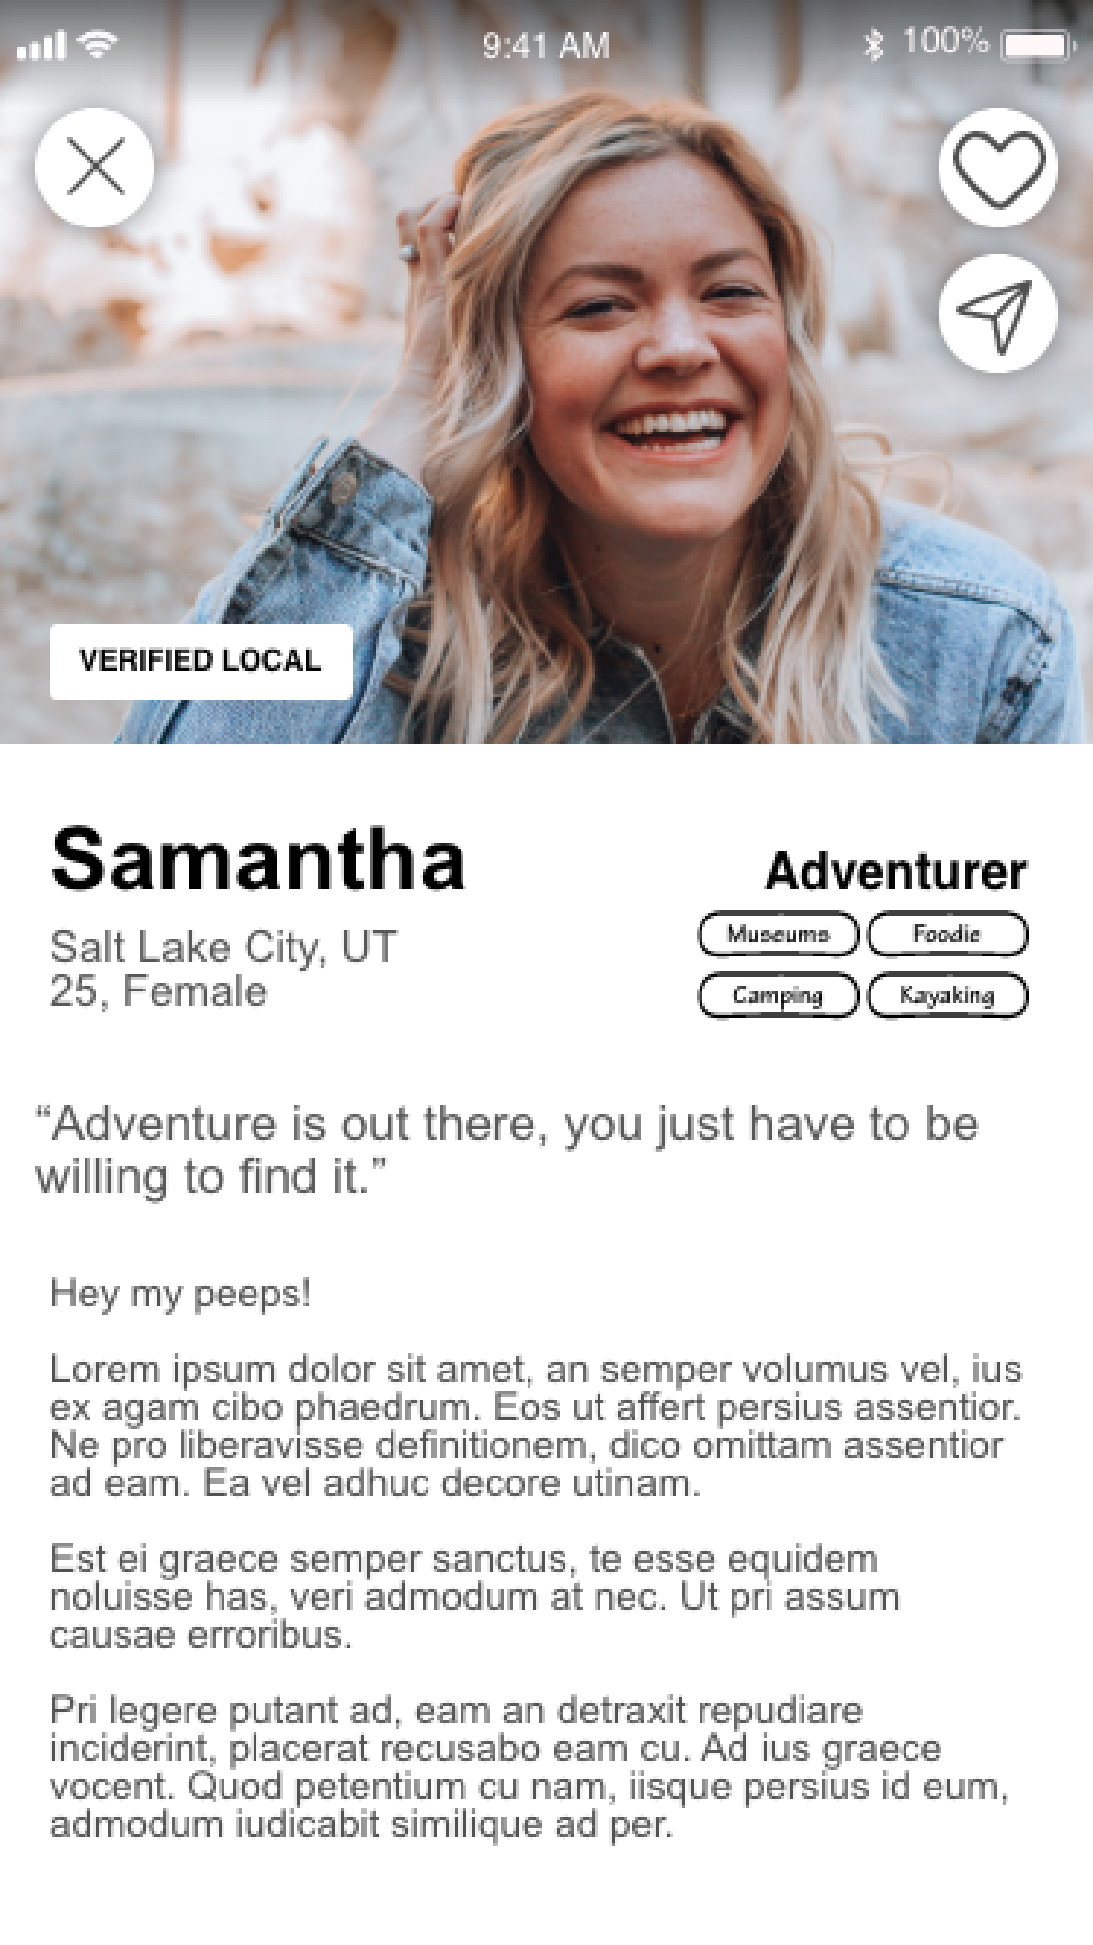 9:41 AM
100%
VERIFIED LOCAL
Samantha
Adventurer
Salt Lake City, UT
25, Female
Museums
Foodie
Camping
Kayaking
“Adventure is out there, you just have to be
willing to find it.”
Hey my peeps!
Lorem ipsum dolor sit amet, an semper volumus vel, ius
ex agam cibo phaedrum. Eos ut affert persius assentior.
Ne pro liberavisse definitionem, dico omittam assentior
ad eam. Ea vel adhuc decore utinam.
Est ei graece semper sanctus, te esse equidem
noluisse has, veri admodum at nec. Ut pri assum
causae erroribus.
Pri legere putant ad, eam an detraxit repudiare
inciderint, placerat recusabo eam cu. Ad ius graece
vocent. Quod petentium cu nam, iisque persius id eum,
admodum iudicabit similique ad per.